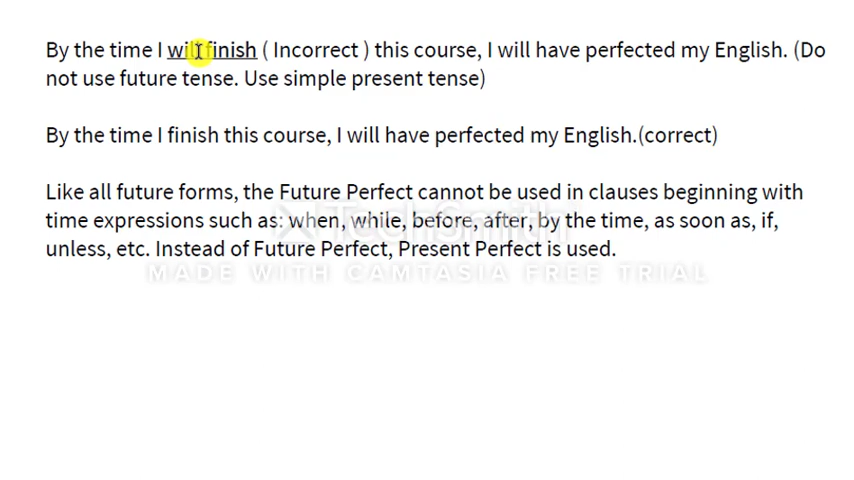 By the time I will finish ( Incorrect ) this course, I will have perfected my English. (Do
not use future tense. Use simple present tense)
By the time I finish this course, I will have perfected my English.(correct)
Like all future forms, the Future Perfect cannot be used in clauses beginning with
time expressions such as: when, while, before, after, by the time, as soon as, if,
unless, etc. Instead of Future Perfect, Present Perfect is used.
TechSmith
MADE WITH CAMTASIA FREE TRIAL